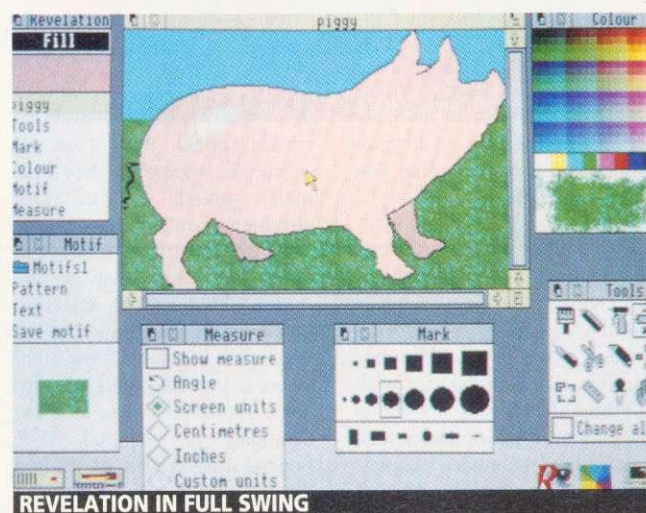 Revelation
Fill
piggy
Tools
Mark
Colour
Motif
Measure
piggy
Colour
Motif
Motifs1
Pattern
Text
Save motif
Measure
Show measure
Angle
Screen units
Centimetres
Inches
Custom units
Mark
Tools
Change al
REVELATION IN FULL SWING